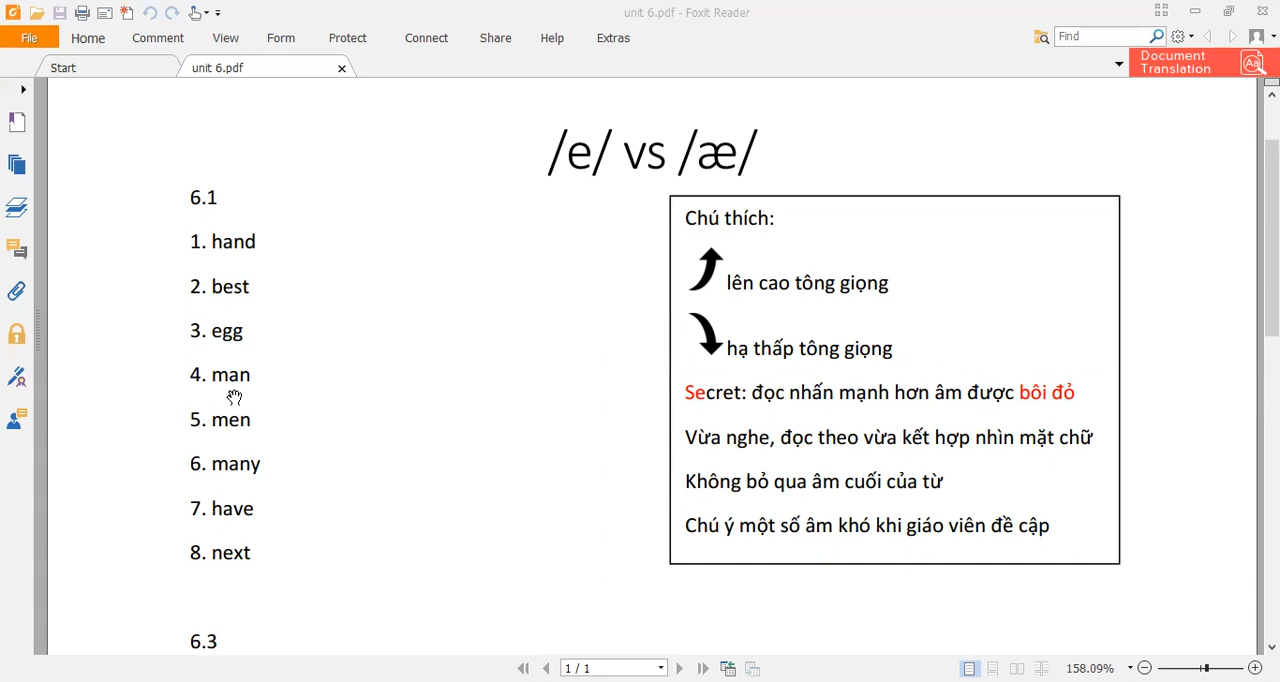 unit 6.pdf - Foxit Reader
File Home Comment View Form Protect Connect Share Help Extras Find
Start unit 6.pdf Document
Translation
/e/ vs /æ/
6.1
1. hand
2. best
3. egg
4. man
5. men
6. many
7. have
8. next
6.3
Chú thích:
lên cao tông giọng
hạ thấp tông giọng
Secret: đọc nhấn mạnh hơn âm được bôi đỏ
Vừa nghe, đọc theo vừa kết hợp nhìn mặt chữ
Không bỏ qua âm cuối của từ
Chú ý một số âm khó khi giáo viên đề cập
1 / 1 158.09%